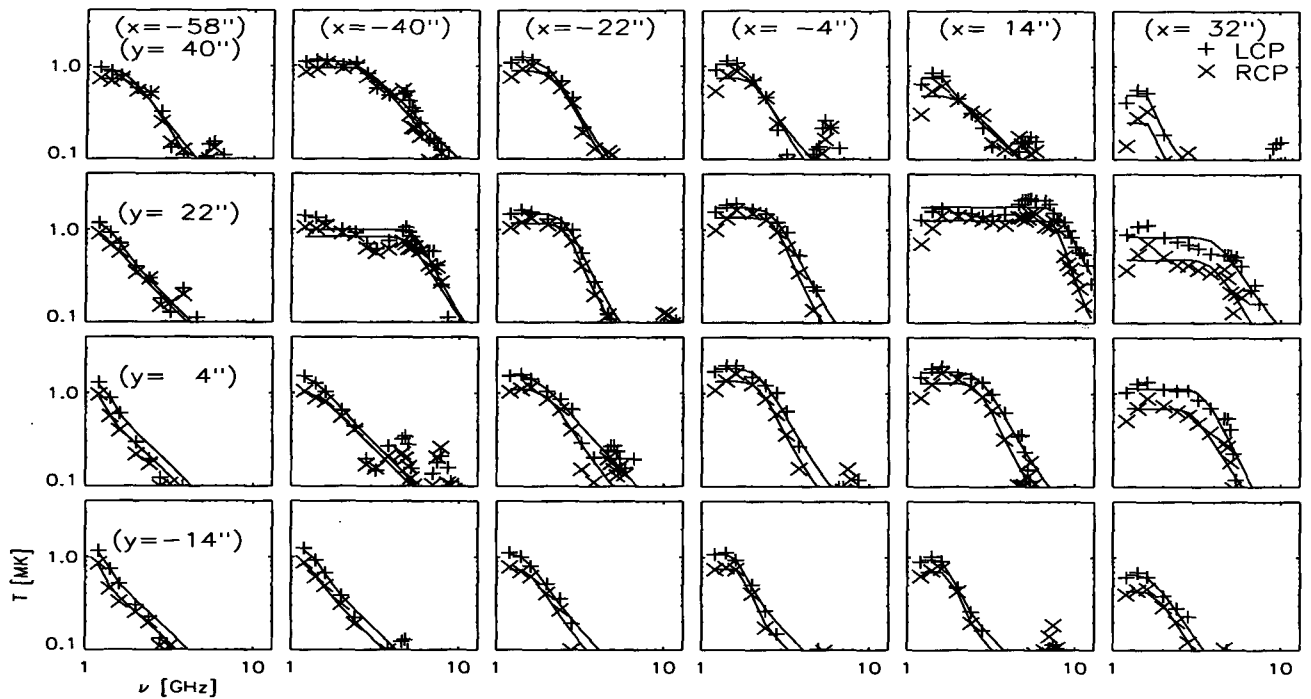 (x=-58")
(x=-40")
(x=-22")
(x= -4")
(x= 14")
(x= 32")
(y= 40")
+ LCP
× RCP
1.0
0.1
(y= 22")
1.0
0.1
(y= 4")
1.0
0.1
(y=-14")
1.0
0.1
T [MK]
1 10 1 10 1 10 1 10 1 10 1 10
ν [GHz]